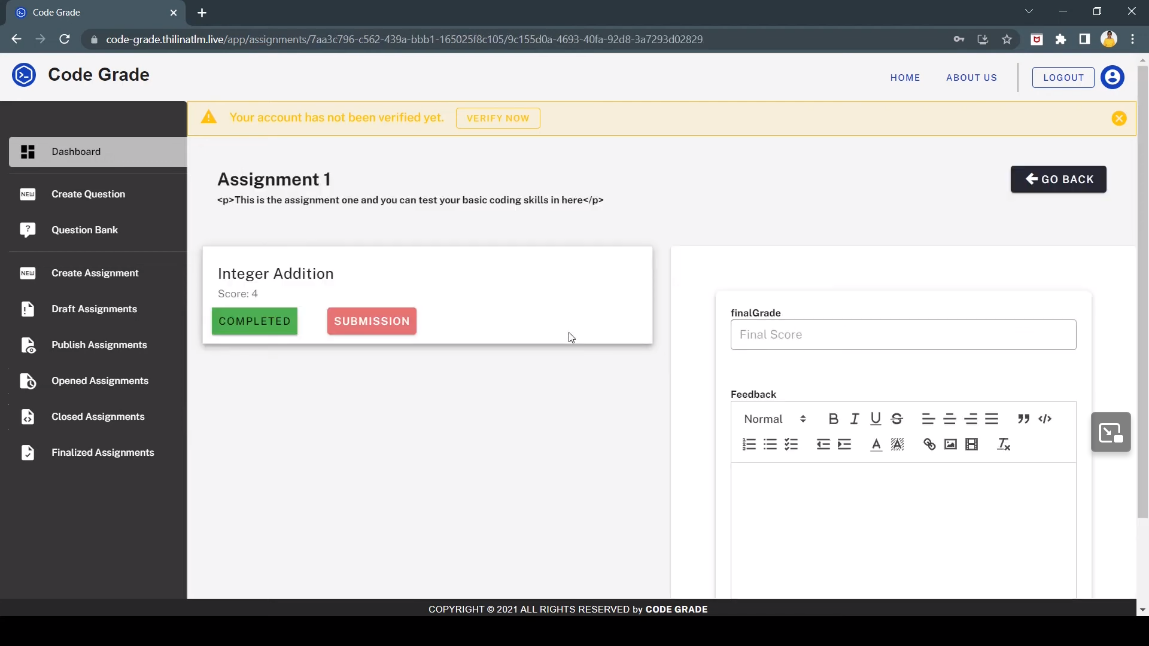 Code Grade
code-grade.thilinatlm.live/app/assignments/7aa3c796-c562-439a-bbb1-165025f8c105/9c155d0a-4693-40fa-92d8-3a7293d02829
Code Grade
HOME
ABOUT US
LOGOUT
Your account has not been verified yet.
VERIFY NOW
Dashboard
NEW Create Question
Question Bank
NEW Create Assignment
Draft Assignments
Publish Assignments
Opened Assignments
Closed Assignments
Finalized Assignments
Assignment 1
<p>This is the assignment one and you can test your basic coding skills in here</p>
GO BACK
Integer Addition
Score: 4
COMPLETED
SUBMISSION
finalGrade
Final Score
Feedback
Normal
COPYRIGHT © 2021 ALL RIGHTS RESERVED by CODE GRADE